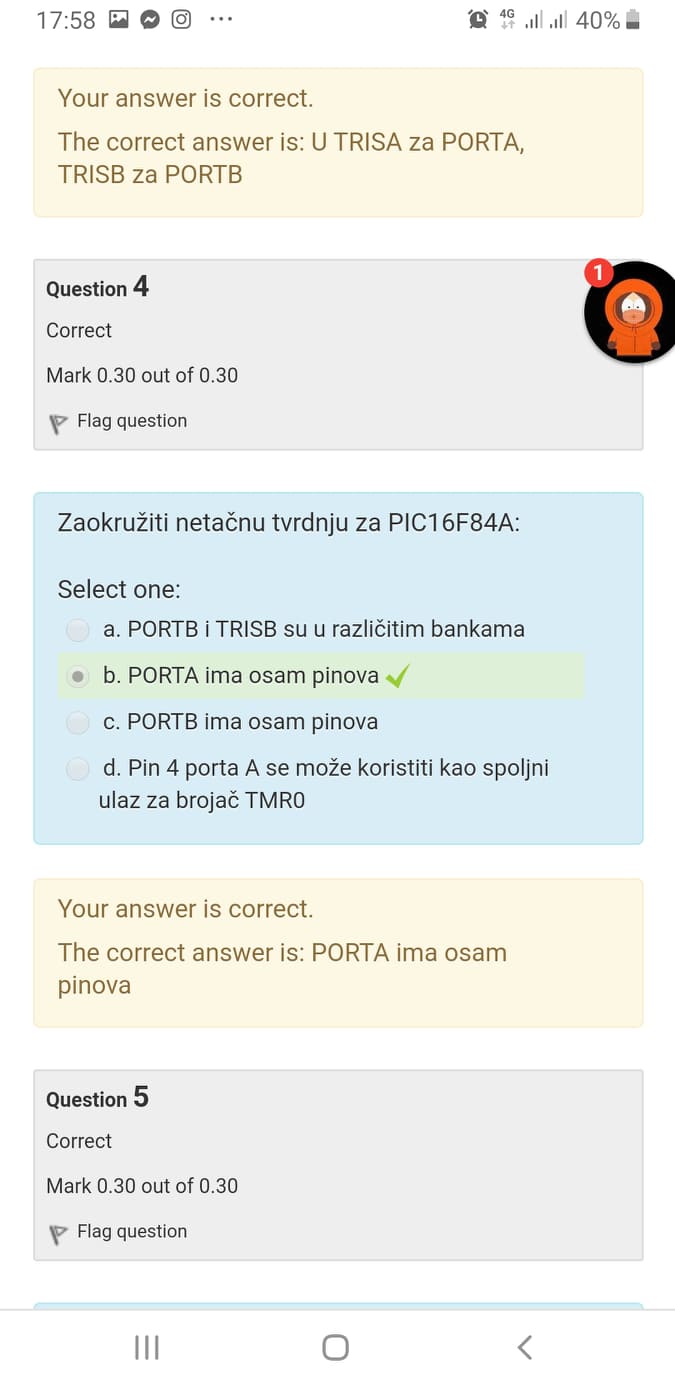 17:58 ... 4G 40%
Your answer is correct.
The correct answer is: U TRISA za PORTA,
TRISB za PORTB
1
Question 4
Correct
Mark 0.30 out of 0.30
Flag question
Zaokružiti netačnu tvrdnju za PIC16F84A:
Select one:
a. PORTB i TRISB su u različitim bankama
b. PORTA ima osam pinova
c. PORTB ima osam pinova
d. Pin 4 porta A se može koristiti kao spoljni
ulaz za brojač TMR0
Your answer is correct.
The correct answer is: PORTA ima osam
pinova
Question 5
Correct
Mark 0.30 out of 0.30
Flag question